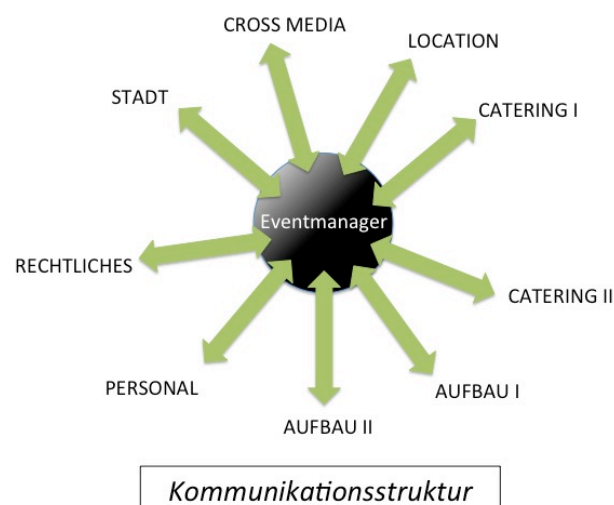 CROSS MEDIA
LOCATION
STADT
CATERING I
Eventmanager
RECHTLICHES
CATERING II
PERSONAL
AUFBAU I
AUFBAU II
Kommunikationsstruktur